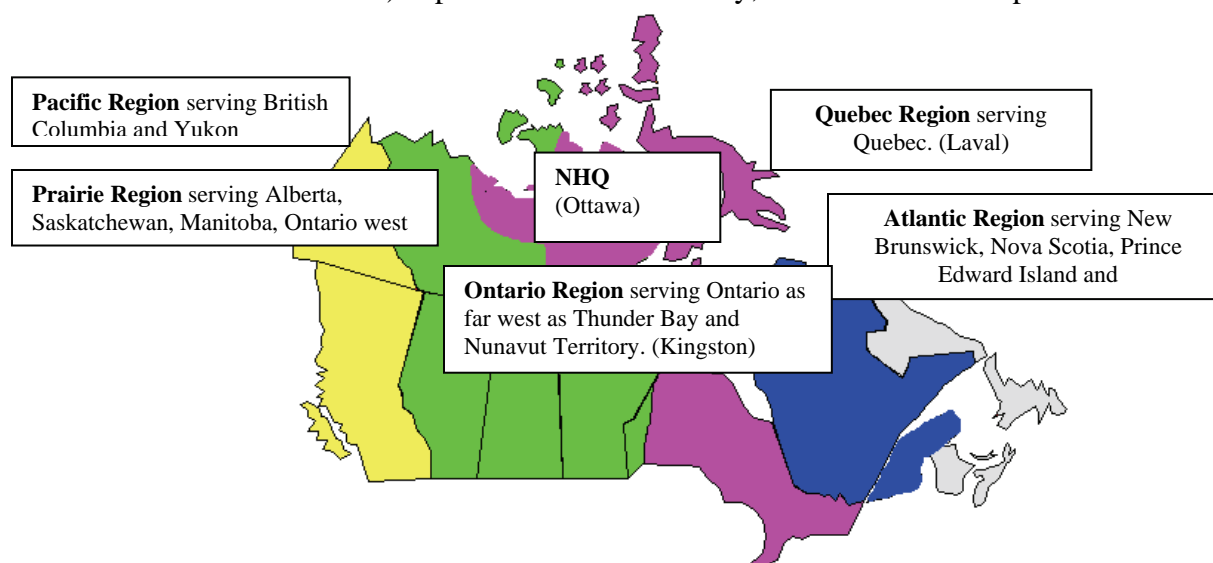 Pacific Region serving British
Columbia and Yukon
Quebec Region serving
Quebec. (Laval)
Prairie Region serving Alberta,
Saskatchewan, Manitoba, Ontario west
NHQ
(Ottawa)
Atlantic Region serving New
Brunswick, Nova Scotia, Prince
Edward Island and
Ontario Region serving Ontario as
far west as Thunder Bay and
Nunavut Territory. (Kingston)